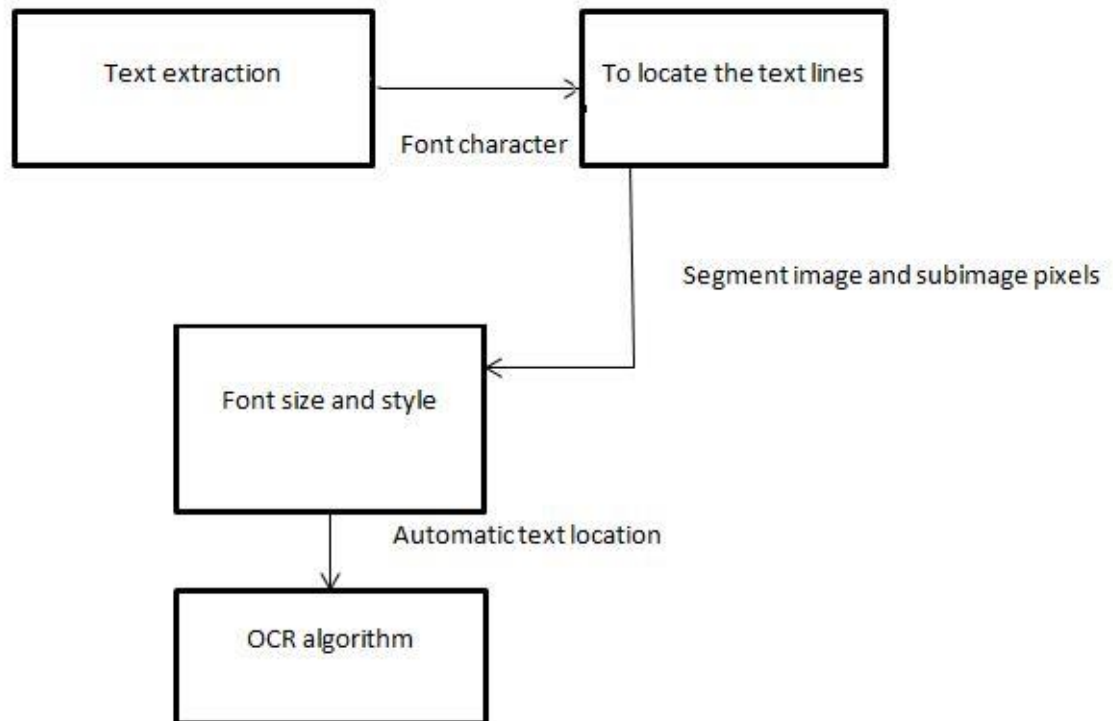 Text extraction
To locate the text lines
Font character
Segment image and subimage pixels
Font size and style
Automatic text location
OCR algorithm